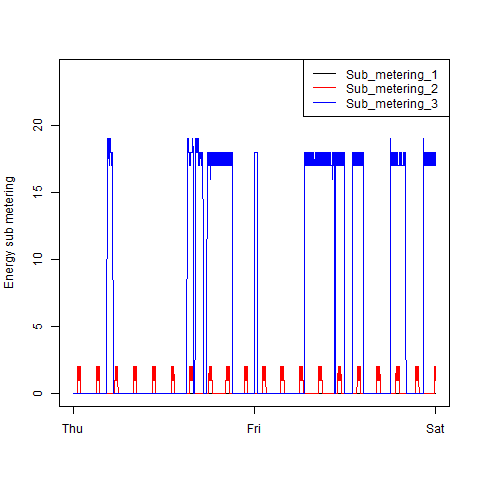 Sub_metering_1
Sub_metering_2
Sub_metering_3
Energy sub metering
20
15
10
5
0
Thu
Fri
Sat